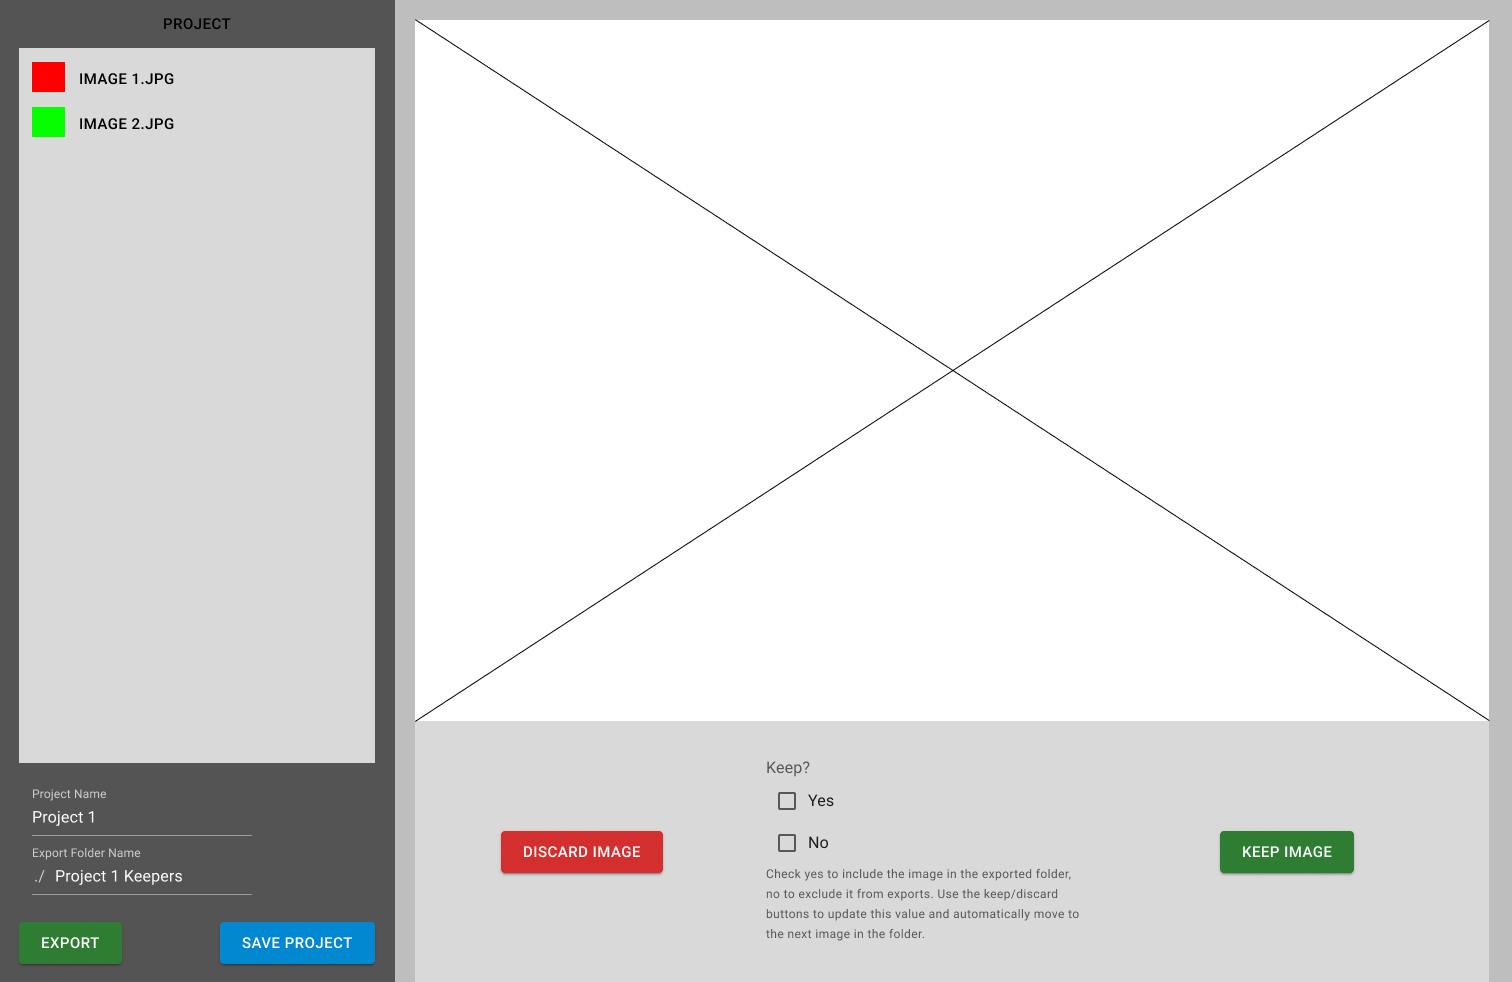 PROJECT
IMAGE 1.JPG
IMAGE 2.JPG
Project Name
Project 1
Export Folder Name
./ Project 1 Keepers
EXPORT
SAVE PROJECT
Keep?
Yes
No
DISCARD IMAGE
KEEP IMAGE
Check yes to include the image in the exported folder,
no to exclude it from exports. Use the keep/discard
buttons to update this value and automatically move to
the next image in the folder.